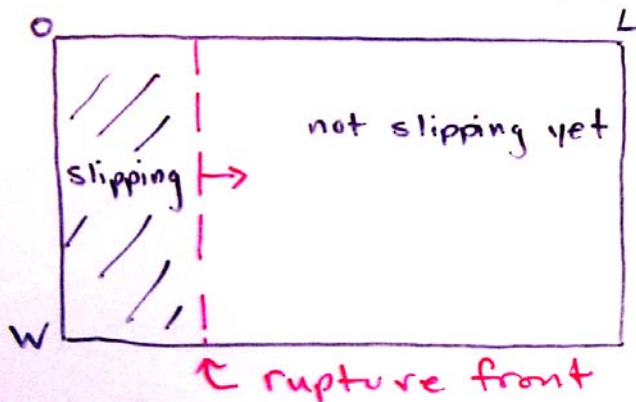 O L
not slipping yet
slipping
W
rupture front